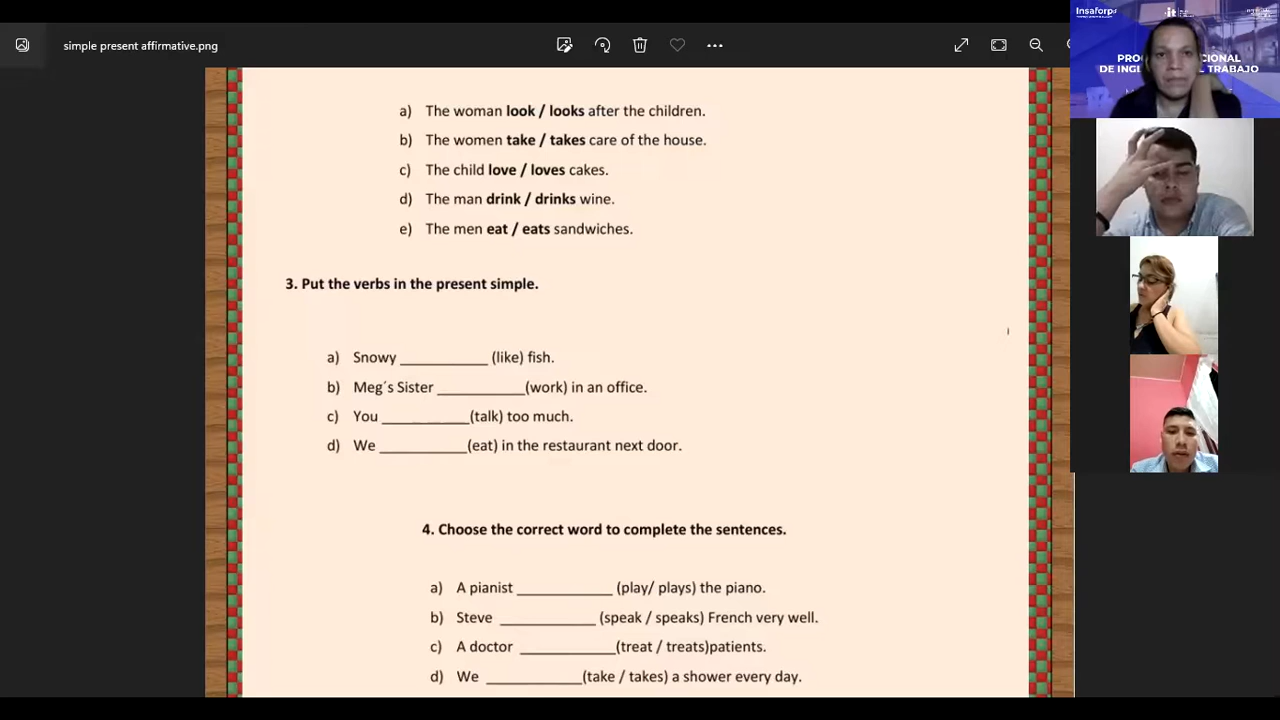 simple present affirmative.png
a) The woman look / looks after the children.
b) The women take / takes care of the house.
c) The child love / loves cakes.
d) The man drink / drinks wine.
e) The men eat / eats sandwiches.
3. Put the verbs in the present simple.
a) Snowy ___________ (like) fish.
b) Meg´s Sister ___________(work) in an office.
c) You ___________(talk) too much.
d) We ___________(eat) in the restaurant next door.
4. Choose the correct word to complete the sentences.
a) A pianist ____________ (play/ plays) the piano.
b) Steve ____________ (speak / speaks) French very well.
c) A doctor ____________(treat / treats)patients.
d) We ____________(take / takes) a shower every day.
Insaforp
it
CIONAL
DE TRABAJO